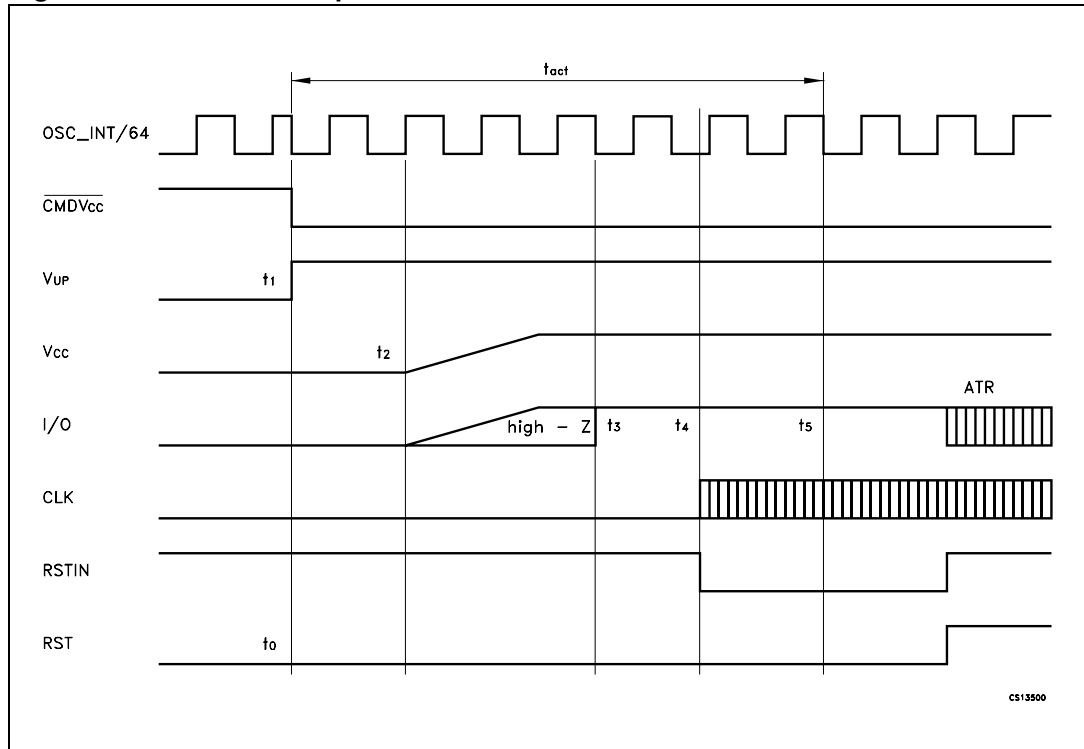 tact
OSC_INT/64
CMDVcc
VUP t1
Vcc t2
ATR
I/O high - Z t3 t4 t5
CLK
RSTIN
RST t0
CS13500